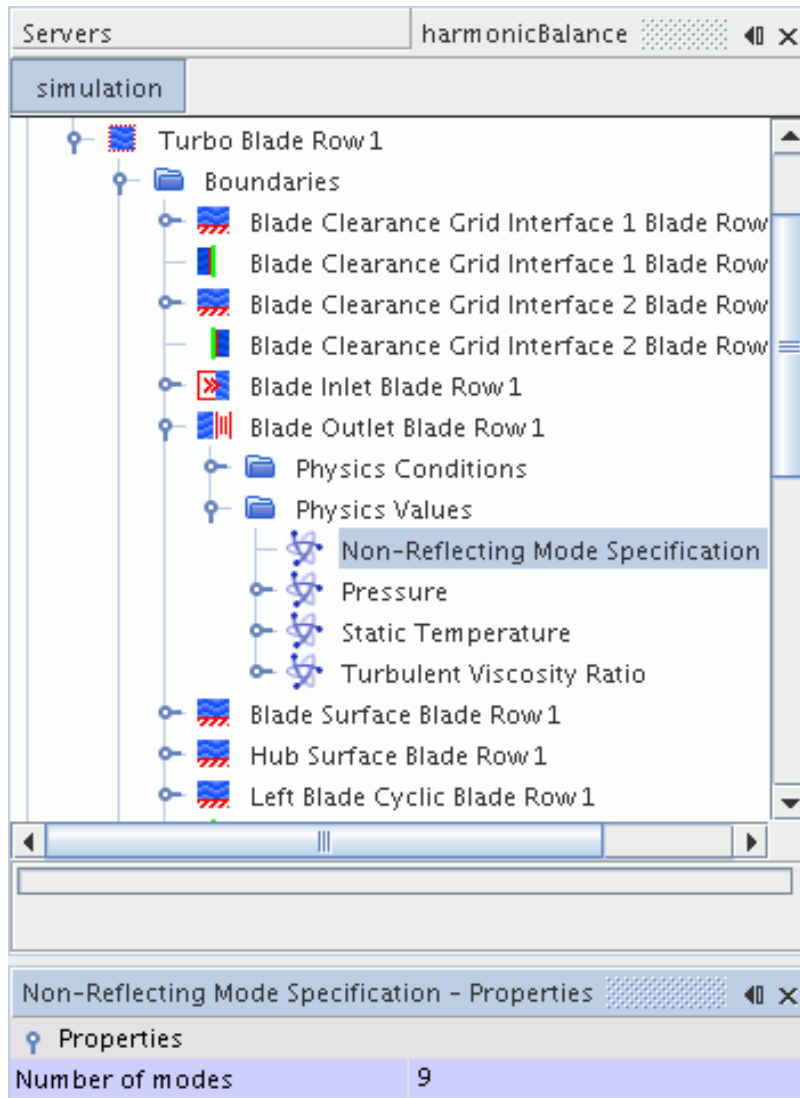 Servers harmonicBalance
simulation
Turbo Blade Row 1
Boundaries
Blade Clearance Grid Interface 1 Blade Row
Blade Clearance Grid Interface 1 Blade Row
Blade Clearance Grid Interface 2 Blade Row
Blade Clearance Grid Interface 2 Blade Row
Blade Inlet Blade Row 1
Blade Outlet Blade Row 1
Physics Conditions
Physics Values
Non-Reflecting Mode Specification
Pressure
Static Temperature
Turbulent Viscosity Ratio
Blade Surface Blade Row 1
Hub Surface Blade Row 1
Left Blade Cyclic Blade Row 1
Non-Reflecting Mode Specification - Properties
Properties
Number of modes 9